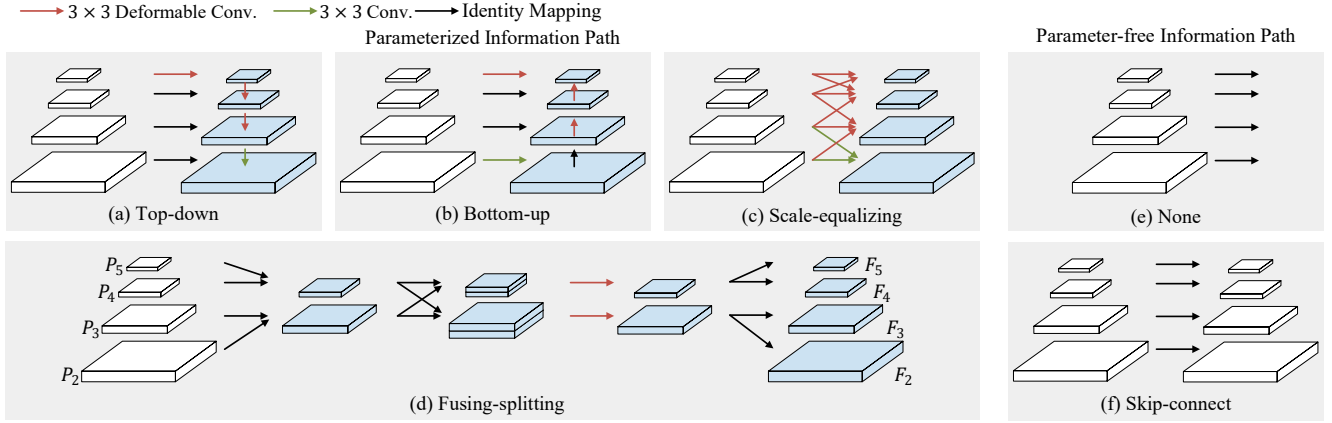 3 × 3 Deformable Conv. 3 × 3 Conv. Identity Mapping
Parameterized Information Path
Parameter-free Information Path
(a) Top-down
(b) Bottom-up
(c) Scale-equalizing
(e) None
P5
P4
P3
P2
F5
F4
F3
F2
(d) Fusing-splitting
(f) Skip-connect